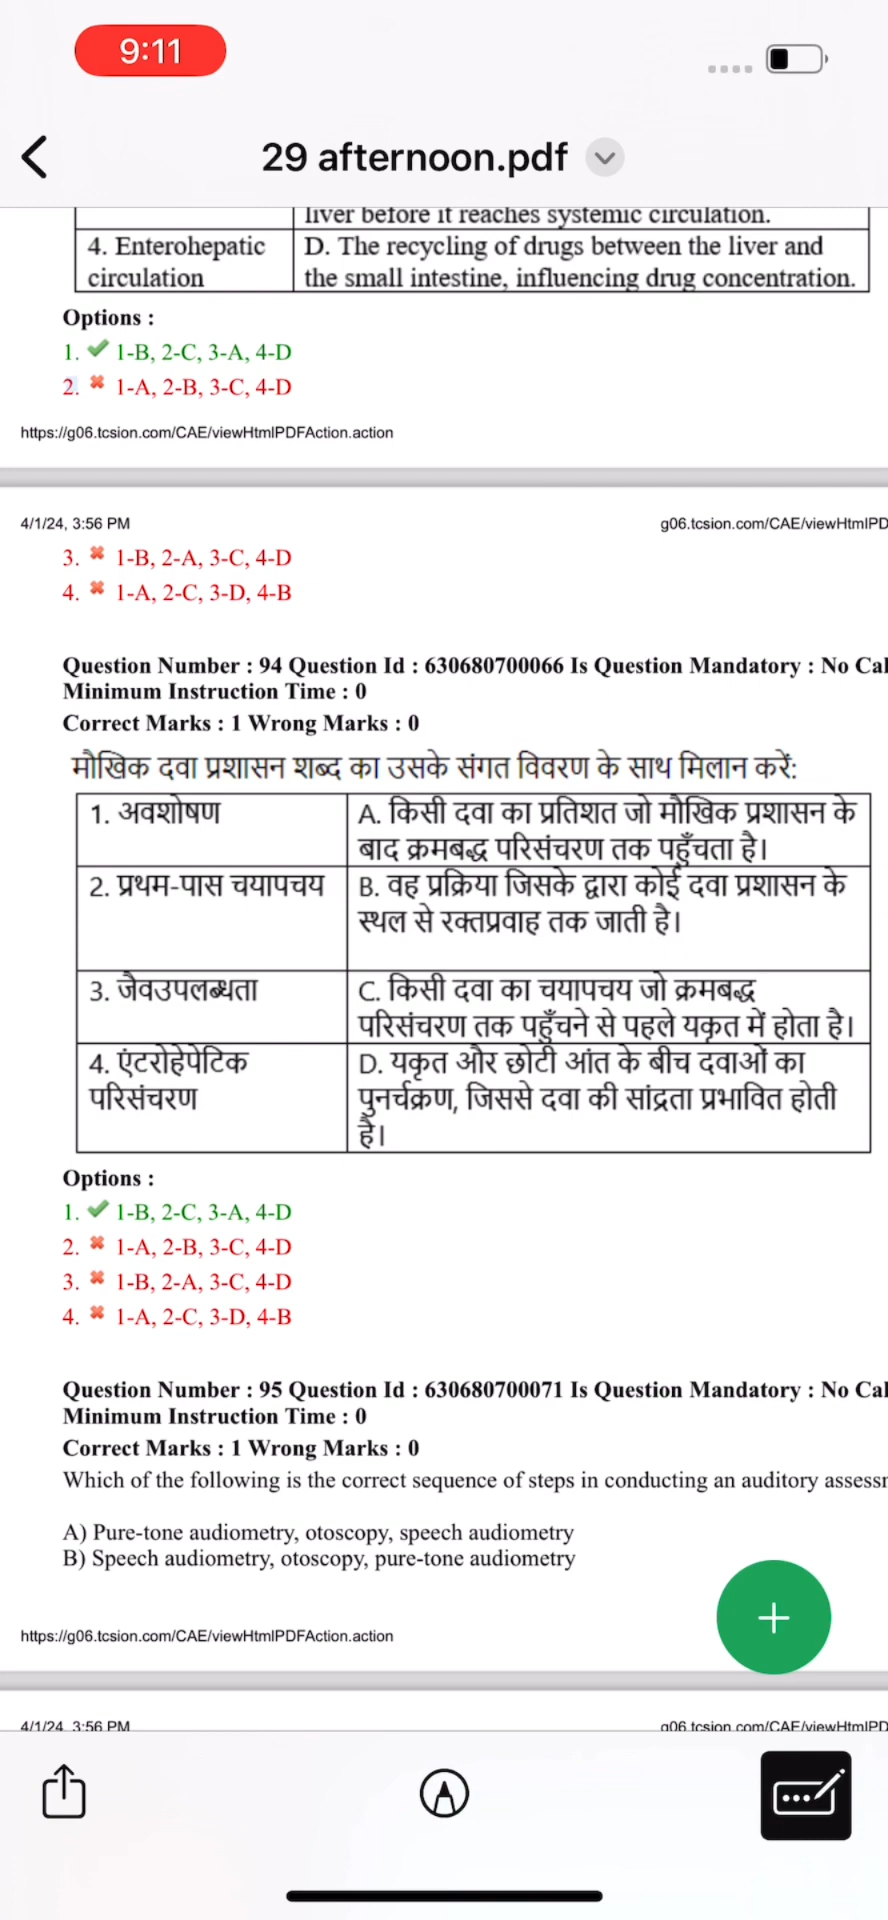 9:11
29 afternoon.pdf
liver before it reaches systemic circulation.
4. Enterohepatic circulation
D. The recycling of drugs between the liver and the small intestine, influencing drug concentration.
Options :
1. 1-B, 2-C, 3-A, 4-D
2. 1-A, 2-B, 3-C, 4-D
https://g06.tcsion.com/CAE/viewHtmlPDFAction.action
4/1/24, 3:56 PM
g06.tcsion.com/CAE/viewHtmlPD
3. 1-B, 2-A, 3-C, 4-D
4. 1-A, 2-C, 3-D, 4-B
Question Number : 94 Question Id : 630680700066 Is Question Mandatory : No Cal
Minimum Instruction Time : 0
Correct Marks : 1 Wrong Marks : 0
मौखिक दवा प्रशासन शब्द का उसके संगत विवरण के साथ मिलान करें:
1. अवशोषण
A. किसी दवा का प्रतिशत जो मौखिक प्रशासन के
बाद क्रमबद्ध परिसंचरण तक पहुँचता है।
2. प्रथम-पास चयापचय
B. वह प्रक्रिया जिसके द्वारा कोई दवा प्रशासन के
स्थल से रक्तप्रवाह तक जाती है।
3. जैवउपलब्धता
C. किसी दवा का चयापचय जो क्रमबद्ध
परिसंचरण तक पहुँचने से पहले यकृत में होता है।
4. एंटरोहेपेटिक
परिसंचरण
D. यकृत और छोटी आंत के बीच दवाओं का
पुनर्चक्रण, जिससे दवा की सांद्रता प्रभावित होती
है।
Options :
1. 1-B, 2-C, 3-A, 4-D
2. 1-A, 2-B, 3-C, 4-D
3. 1-B, 2-A, 3-C, 4-D
4. 1-A, 2-C, 3-D, 4-B
Question Number : 95 Question Id : 630680700071 Is Question Mandatory : No Cal
Minimum Instruction Time : 0
Correct Marks : 1 Wrong Marks : 0
Which of the following is the correct sequence of steps in conducting an auditory assess
A) Pure-tone audiometry, otoscopy, speech audiometry
B) Speech audiometry, otoscopy, pure-tone audiometry
https://g06.tcsion.com/CAE/viewHtmlPDFAction.action
4/1/24, 3:56 PM
g06.tcsion.com/CAE/viewHtmlPD